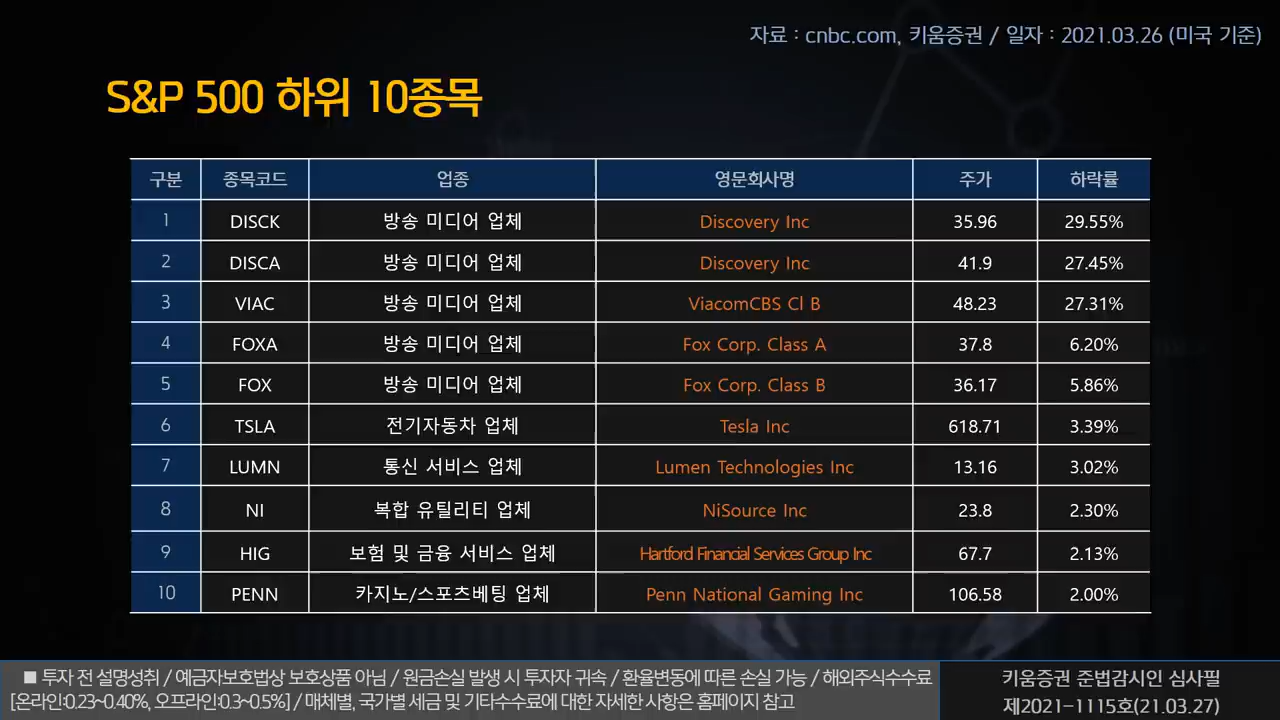 자료 : cnbc.com, 키움증권 / 일자 : 2021.03.26 (미국 기준)
S&P 500 하위 10종목
구분 종목코드 업종 영문회사명 주가 하락률
1 DISCK 방송 미디어 업체 Discovery Inc 35.96 29.55%
2 DISCA 방송 미디어 업체 Discovery Inc 41.9 27.45%
3 VIAC 방송 미디어 업체 ViacomCBS Cl B 48.23 27.31%
4 FOXA 방송 미디어 업체 Fox Corp. Class A 37.8 6.20%
5 FOX 방송 미디어 업체 Fox Corp. Class B 36.17 5.86%
6 TSLA 전기자동차 업체 Tesla Inc 618.71 3.39%
7 LUMN 통신 서비스 업체 Lumen Technologies Inc 13.16 3.02%
8 NI 복합 유틸리티 업체 NiSource Inc 23.8 2.30%
9 HIG 보험 및 금융 서비스 업체 Hartford Financial Services Group Inc 67.7 2.13%
10 PENN 카지노/스포츠베팅 업체 Penn National Gaming Inc 106.58 2.00%
■ 투자 전 설명성취 / 예금자보호법상 보호상품 아님 / 원금손실 발생 시 투자자 귀속 / 환율변동에 따른 손실 가능 / 해외주식수수료
[온라인:0.23~0.40%, 오프라인:0.3~0.5%] / 매체별, 국가별 세금 및 기타수수료에 대한 자세한 사항은 홈페이지 참고
키움증권 준법감시인 심사필
제2021-1115호(21.03.27)